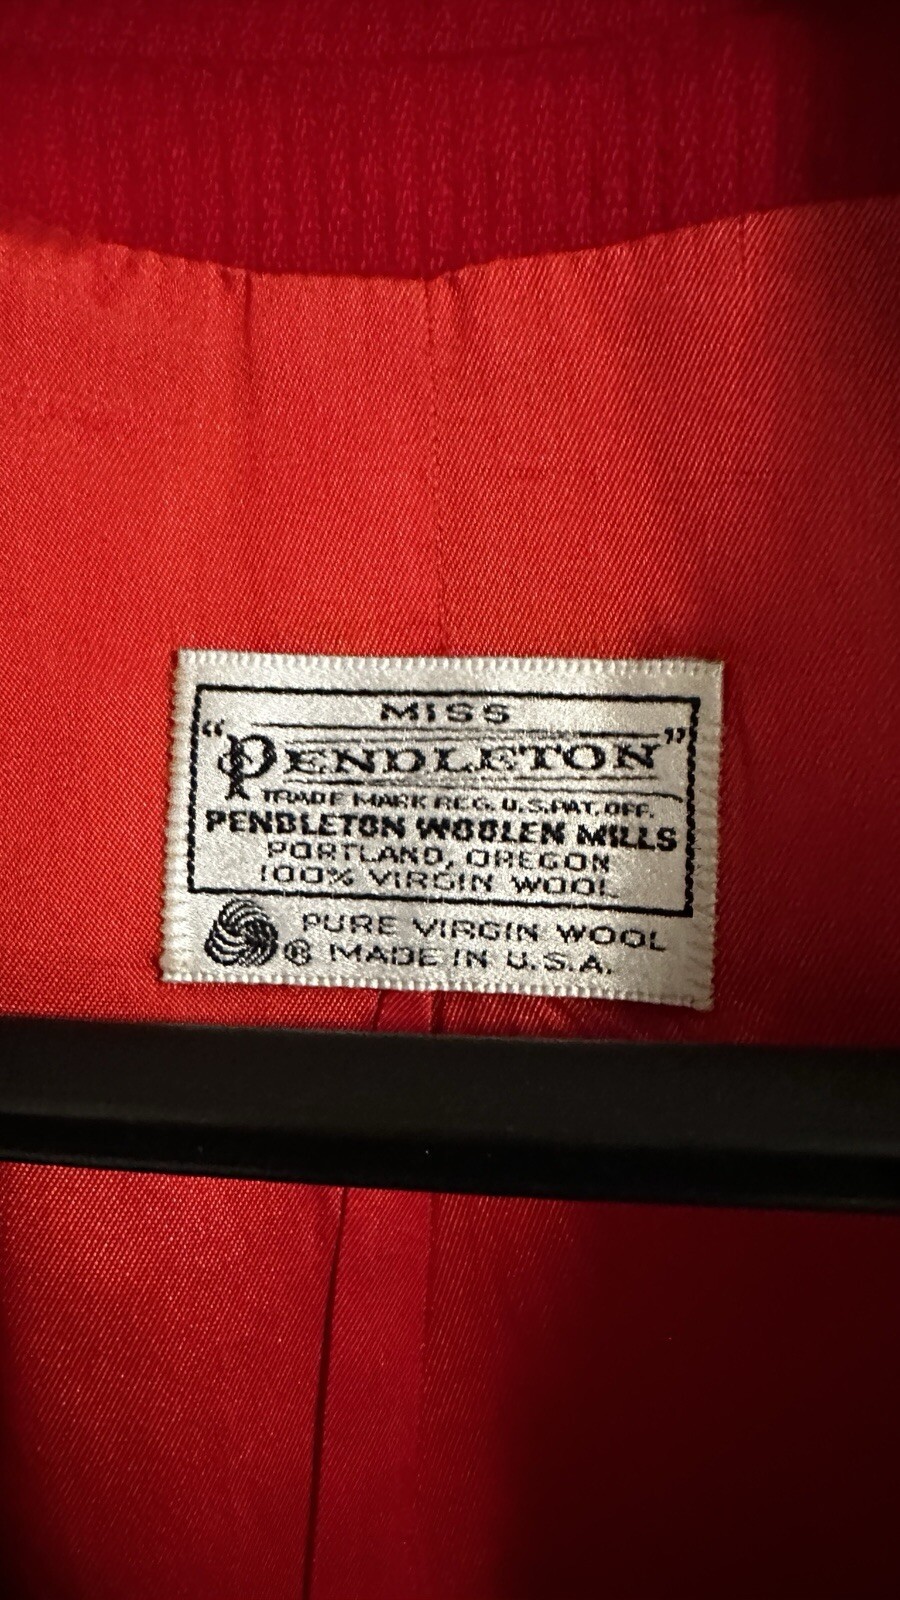 MISS
"PENDLETON"
TRADE MARK REG. U.S. PAT. OFF.
PENDLETON WOOLEN MILLS
PORTLAND, OREGON
100% VIRGIN WOOL
PURE VIRGIN WOOL
® MADE IN U.S.A.